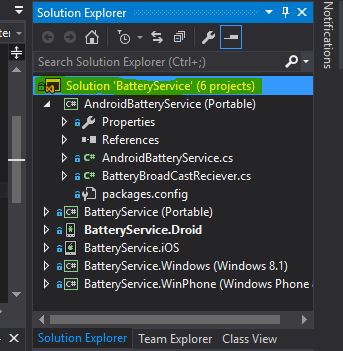 Solution Explorer
Search Solution Explorer (Ctrl+;)
Solution 'BatteryService' (6 projects)
C# AndroidBatteryService (Portable)
Properties
References
C# AndroidBatteryService.cs
C# BatteryBroadCastReciever.cs
packages.config
C# BatteryService (Portable)
BatteryService.Droid
BatteryService.iOS
C# BatteryService.Windows (Windows 8.1)
C# BatteryService.WinPhone (Windows Phone
Solution Explorer Team Explorer Class View
Notifications